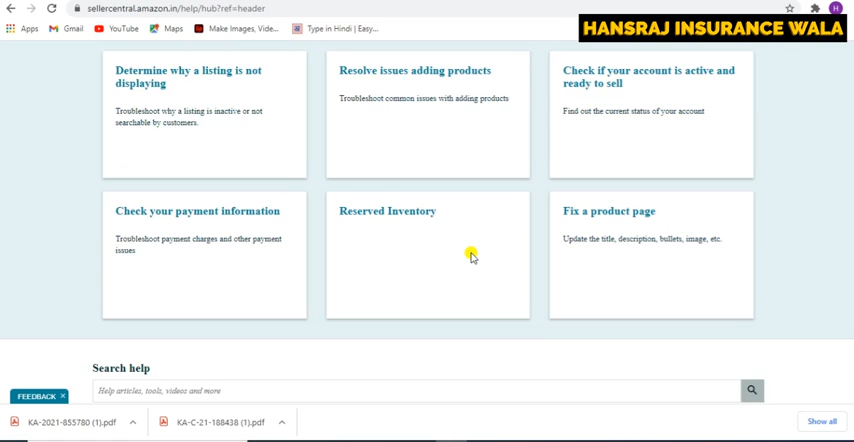 sellercentral.amazon.in/help/hub?ref=header
H
Apps
Gmail
YouTube
Maps
Make Images, Vide...
Type in Hindi | Easy...
HANSRAJ INSURANCE WALA
Determine why a listing is not
displaying
Troubleshoot why a listing is inactive or not
searchable by customers.
Resolve issues adding products
Troubleshoot common issues with adding products
Check if your account is active and
ready to sell
Find out the current status of your account
Check your payment information
Troubleshoot payment charges and other payment
issues
Reserved Inventory
Fix a product page
Update the title, description, bullets, image, etc.
Search help
Help articles, tools, videos and more
FEEDBACK
KA-2021-855780 (1).pdf
KA-C-21-188438 (1).pdf
Show all